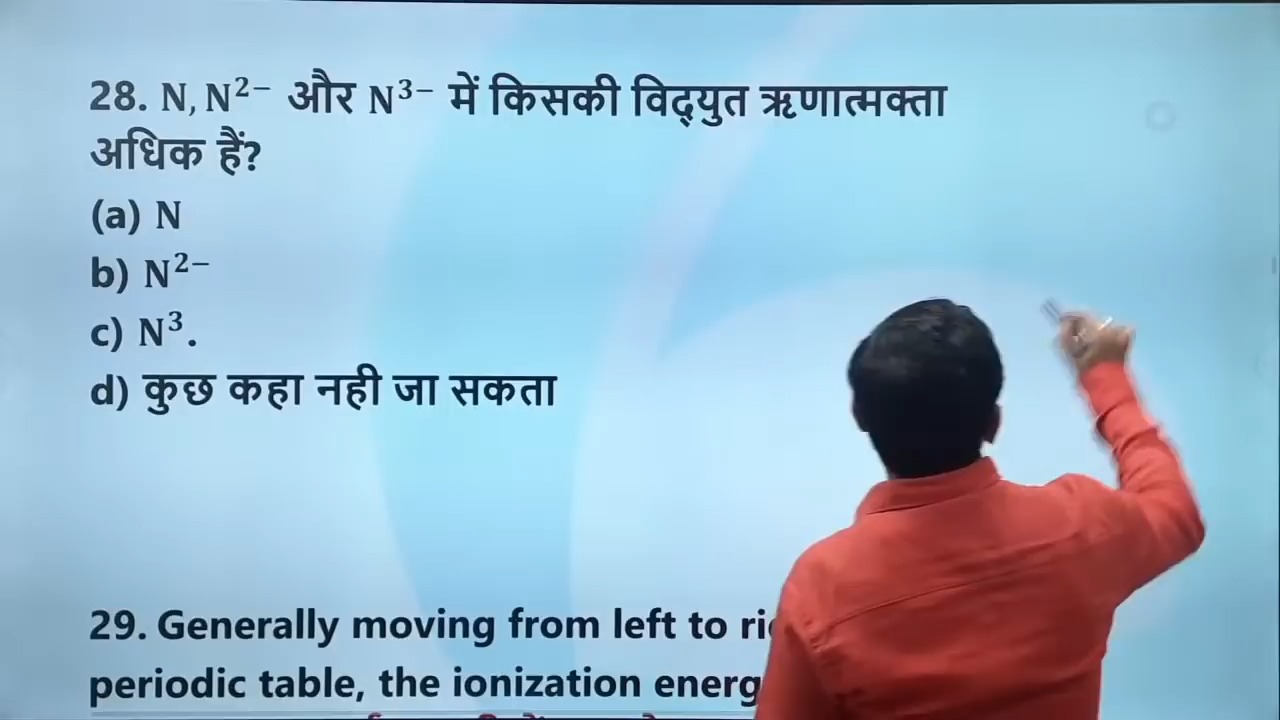 28. N, N²⁻ और N³⁻ में किसकी विद्युत ऋणात्मक्ता
अधिक हैं?
(a) N
b) N²⁻
c) N³.
d) कुछ कहा नही जा सकता
29. Generally moving from left to
periodic table, the ionization